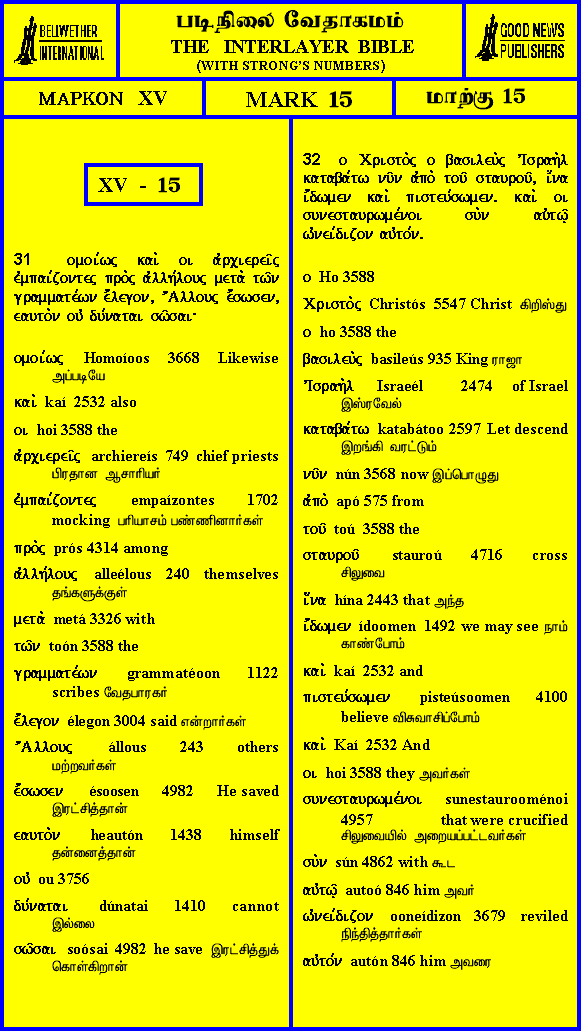 BELLWETHER
INTERNATIONAL
படிநிலை வேதாகமம்
THE INTERLAYER BIBLE
(WITH STRONG'S NUMBERS)
GOOD NEWS
PUBLISHERS
ΜΑΡΚΟΝ XV
MARK 15
மாற்கு 15
XV - 15
31 ομοίως καὶ οι ἀρχιερεῖς
ἐμπαίζοντες πρὸς ἀλλήλους μετὰ τῶν
γραμματέων ἔλεγον, Ἄλλους ἔσωσεν,
εαυτὸν οὐ δύναται σῶσαι·
ομοίως Homoíoos 3668 Likewise
அப்படியே
καὶ kaí 2532 also
οι hoi 3588 the
ἀρχιερεῖς archiereís 749 chief priests
பிரதான ஆசாரியர்
ἐμπαίζοντες empaízontes 1702
mocking பரியாசம் பண்ணினார்கள்
πρὸς prós 4314 among
ἀλλήλους alleélous 240 themselves
தங்களுக்குள்
μετὰ metá 3326 with
τῶν toón 3588 the
γραμματέων grammatéoon 1122
scribes வேதபாரகர்
ἔλεγον élegon 3004 said என்றார்கள்
Ἄλλους állous 243 others
மற்றவர்கள்
ἔσωσεν ésoosen 4982 He saved
இரட்சித்தான்
εαυτὸν heautón 1438 himself
தன்னைத்தான்
οὐ ou 3756
δύναται dúnatai 1410 cannot
இல்லை
σῶσαι soósai 4982 he save இரட்சித்துக்
கொள்கிறான்
32 ο Χριστὸς ο βασιλεὺς Ἰσραὴλ
καταβάτω νῦν ἀπὸ τοῦ σταυροῦ, ἵνα
ἴδωμεν καὶ πιστεύσωμεν. καὶ οι
συνεσταυρωμένοι σὺν αὐτῷ
ὠνείδιζον αὐτόν.
ο Ho 3588
Χριστὸς Christós 5547 Christ கிறிஸ்து
ο ho 3588 the
βασιλεὺς basileús 935 King ராஜா
Ἰσραὴλ Israeél 2474 of Israel
இஸ்ரவேல்
καταβάτω katabátoo 2597 Let descend
இறங்கி வரட்டும்
νῦν nún 3568 now இப்பொழுது
ἀπὸ apó 575 from
τοῦ toú 3588 the
σταυροῦ stauroú 4716 cross
சிலுவை
ἵνα hína 2443 that அந்த
ἴδωμεν ídoomen 1492 we may see நாம்
காண்போம்
καὶ kaí 2532 and
πιστεύσωμεν pisteúsoomen 4100
believe விசுவாசிப்போம்
καὶ Kaí 2532 And
οι hoi 3588 they அவர்கள்
συνεσταυρωμένοι sunestaurooménoi
4957 that were crucified
சிலுவையில் அறையப்பட்டவர்கள்
σὺν sún 4862 with கூட
αὐτῷ autoó 846 him அவர்
ὠνείδιζον ooneídizon 3679 reviled
நிந்தித்தார்கள்
αὐτόν autón 846 him அவரை